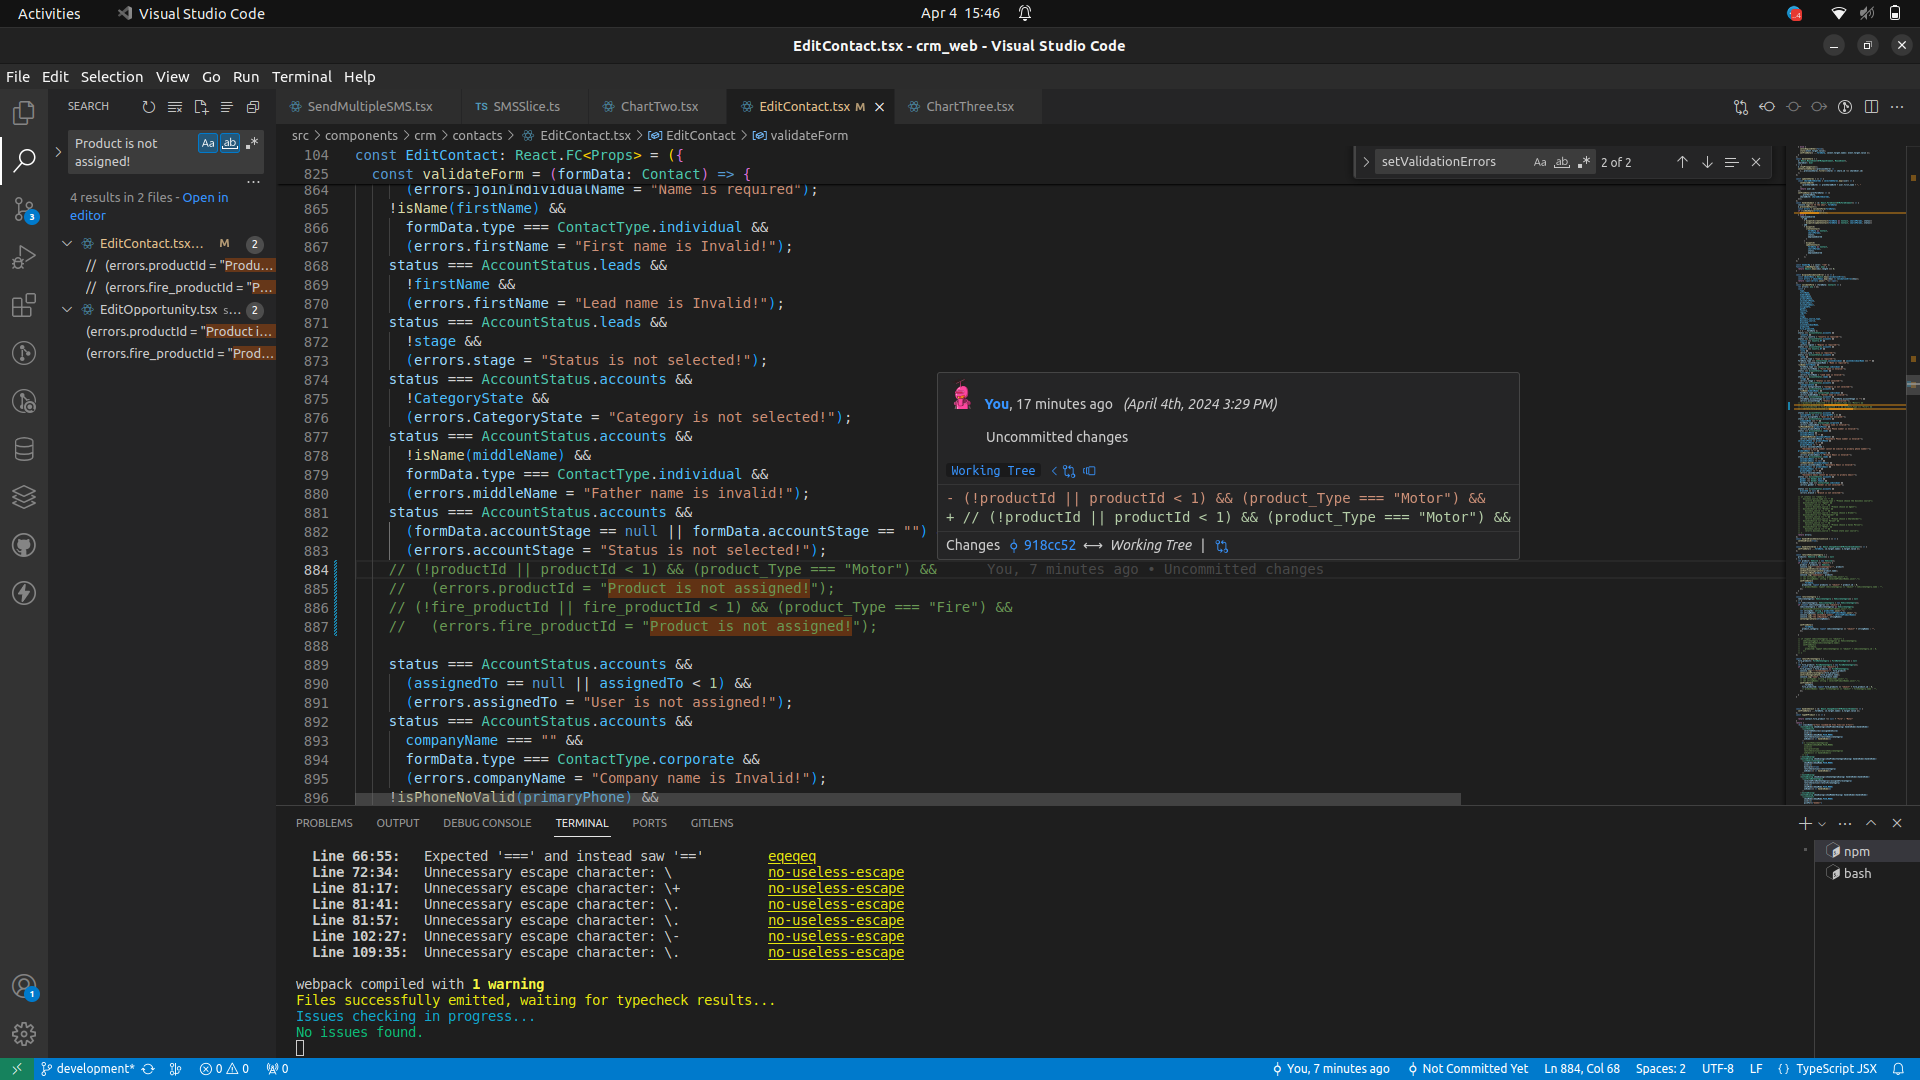 Activities
Visual Studio Code
Apr 4 15:46
EditContact.tsx - crm_web - Visual Studio Code
File Edit Selection View Go Run Terminal Help
SEARCH
SendMultipleSMS.tsx
TS SMSSlice.ts
ChartTwo.tsx
EditContact.tsx M
ChartThree.tsx
Product is not
assigned!
Aa ab .*
src > components > crm > contacts > EditContact.tsx > EditContact > validateForm
setValidationErrors Aa ab .* 2 of 2
4 results in 2 files - Open in
editor
EditContact.tsx... M 2
// (errors.productId = "Produ...
// (errors.fire_productId = "P...
EditOpportunity.tsx s... 2
(errors.productId = "Product i...
(errors.fire_productId = "Prod...
104 const EditContact: React.FC<Props> = ({
825 const validateForm = (formData: Contact) => {
864 (errors.joinIndividualName = "Name is required");
865 !isName(firstName) &&
866 formData.type === ContactType.individual &&
867 (errors.firstName = "First name is Invalid!");
868 status === AccountStatus.leads &&
869 !firstName &&
870 (errors.firstName = "Lead name is Invalid!");
871 status === AccountStatus.leads &&
872 !stage &&
873 (errors.stage = "Status is not selected!");
874 status === AccountStatus.accounts &&
875 !CategoryState &&
876 (errors.CategoryState = "Category is not selected!");
877 status === AccountStatus.accounts &&
878 !isName(middleName) &&
879 formData.type === ContactType.individual &&
880 (errors.middleName = "Father name is invalid!");
881 status === AccountStatus.accounts &&
882 (formData.accountStage == null || formData.accountStage == "")
883 (errors.accountStage = "Status is not selected!");
884 // (!productId || productId < 1) && (product_Type === "Motor") && You, 7 minutes ago • Uncommitted changes
885 // (errors.productId = "Product is not assigned!");
886 // (!fire_productId || fire_productId < 1) && (product_Type === "Fire") &&
887 // (errors.fire_productId = "Product is not assigned!");
888
889 status === AccountStatus.accounts &&
890 (assignedTo == null || assignedTo < 1) &&
891 (errors.assignedTo = "User is not assigned!");
892 status === AccountStatus.accounts &&
893 companyName === "" &&
894 formData.type === ContactType.corporate &&
895 (errors.companyName = "Company name is Invalid!");
896 !isPhoneNoValid(primaryPhone) &&
You, 17 minutes ago (April 4th, 2024 3:29 PM)
Uncommitted changes
Working Tree
- (!productId || productId < 1) && (product_Type === "Motor") &&
+ // (!productId || productId < 1) && (product_Type === "Motor") &&
Changes 918cc52 ⟷ Working Tree |
3
1
PROBLEMS OUTPUT DEBUG CONSOLE TERMINAL PORTS GITLENS
Line 66:55: Expected '===' and instead saw '==' eqeqeq
Line 72:34: Unnecessary escape character: \ no-useless-escape
Line 81:17: Unnecessary escape character: \+ no-useless-escape
Line 81:41: Unnecessary escape character: \. no-useless-escape
Line 81:57: Unnecessary escape character: \. no-useless-escape
Line 102:27: Unnecessary escape character: \- no-useless-escape
Line 109:35: Unnecessary escape character: \. no-useless-escape
webpack compiled with 1 warning
Files successfully emitted, waiting for typecheck results...
Issues checking in progress...
No issues found.
npm
bash
development* 0 0 0
You, 7 minutes ago Not Committed Yet Ln 884, Col 68 Spaces: 2 UTF-8 LF {} TypeScript JSX